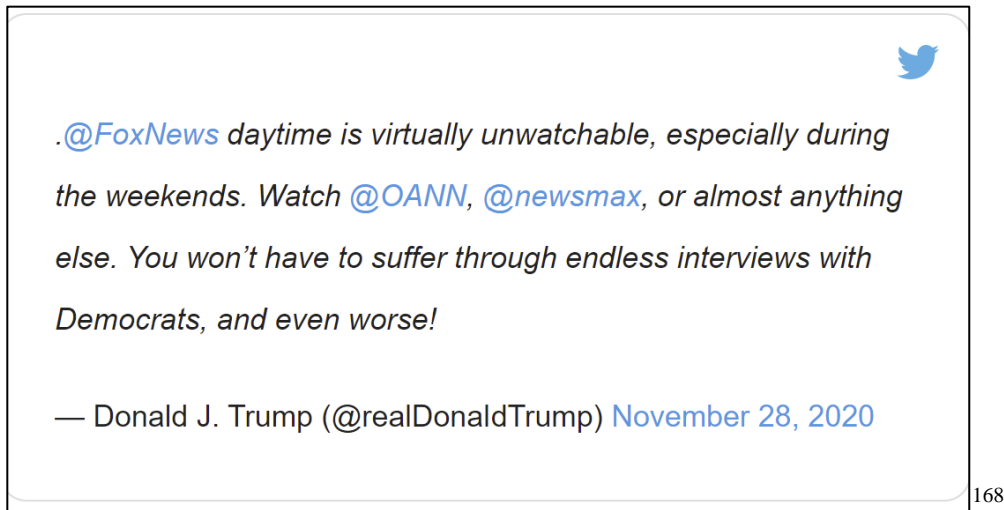 .@FoxNews daytime is virtually unwatchable, especially during
the weekends. Watch @OANN, @newsmax, or almost anything
else. You won’t have to suffer through endless interviews with
Democrats, and even worse!
— Donald J. Trump (@realDonaldTrump) November 28, 2020
168